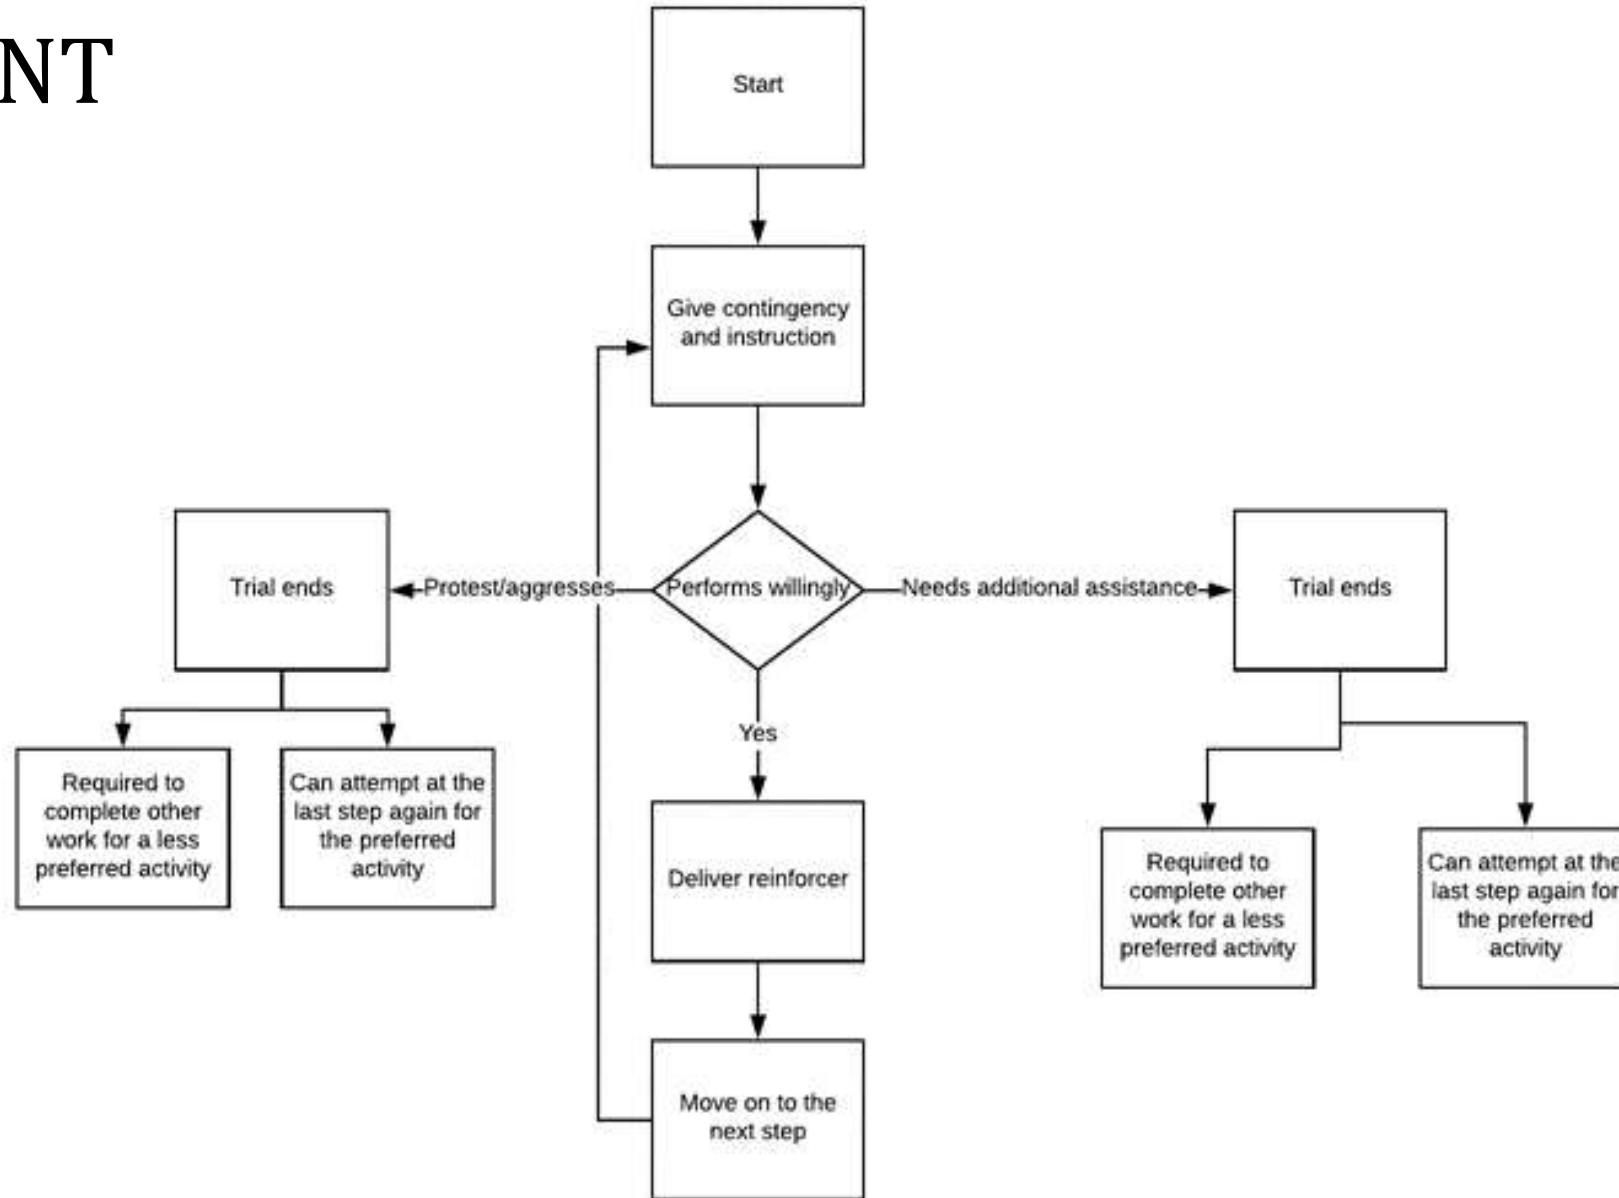 NT
Start
Give contingency
and instruction
Trial ends
Protest/aggresses
Performs willingly
Needs additional assistance
Trial ends
Yes
Required to
complete other
work for a less
preferred activity
Can attempt at the
last step again for
the preferred
activity
Deliver reinforcer
Required to
complete other
work for a less
preferred activity
Can attempt at the
last step again for
the preferred
activity
Move on to the
next step